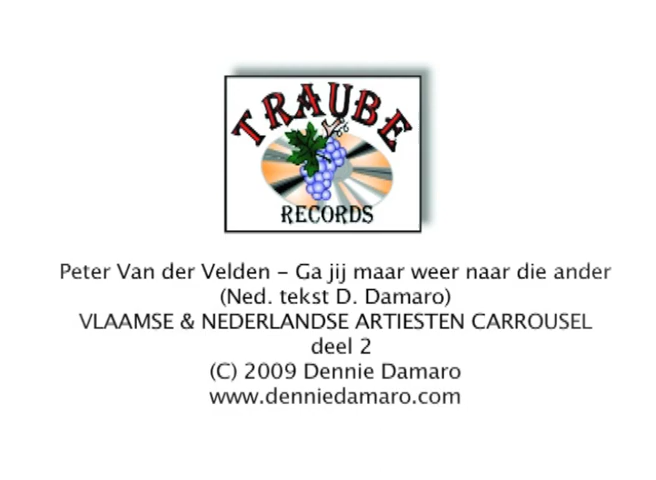 TRAUBE
RECORDS
Peter Van der Velden - Ga jij maar weer naar die ander
(Ned. tekst D. Damaro)
VLAAMSE & NEDERLANDSE ARTIESTEN CARROUSEL
deel 2
(C) 2009 Dennie Damaro
www.denniedamaro.com